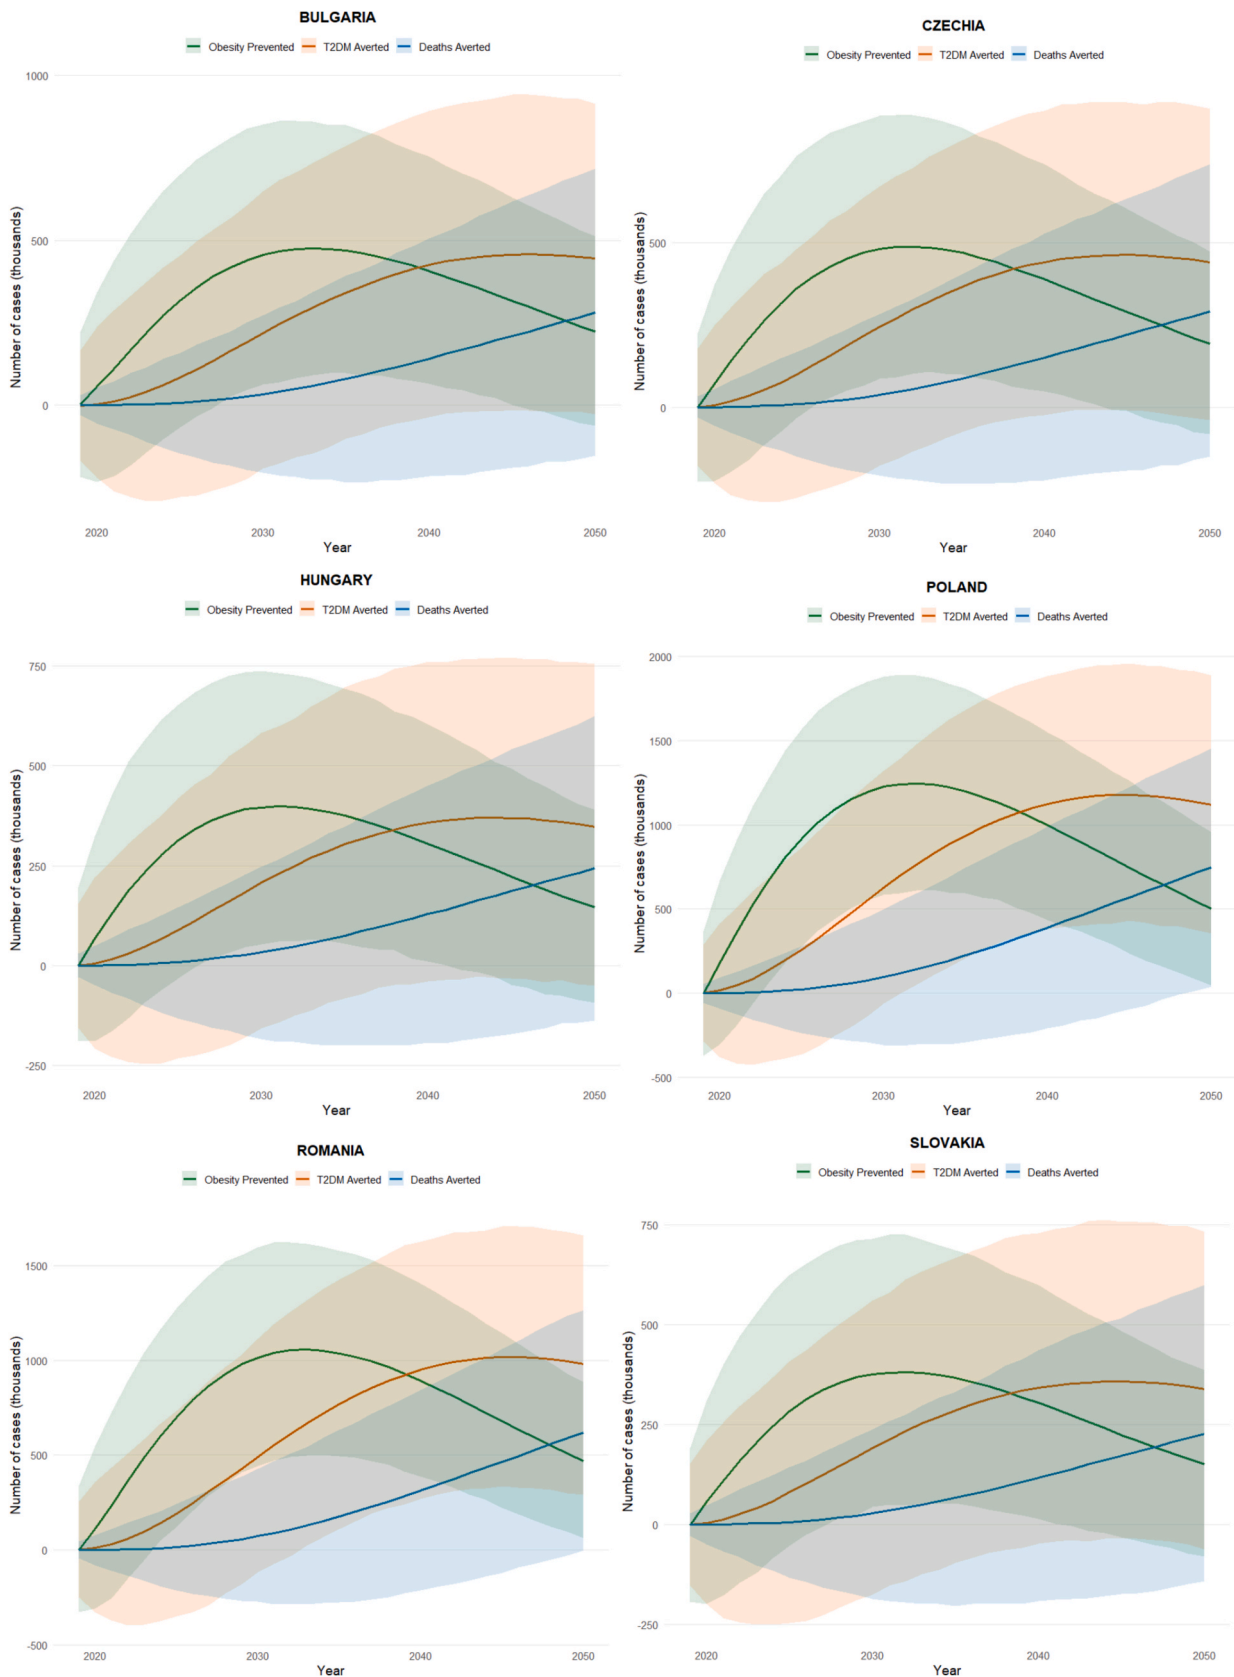 BULGARIA
Obesity Prevented T2DM Averted Deaths Averted
1000
500
0
Number of cases (thousands)
2020 2030 2040 2050
Year
CZECHIA
Obesity Prevented T2DM Averted Deaths Averted
500
0
Number of cases (thousands)
2020 2030 2040 2050
Year
HUNGARY
Obesity Prevented T2DM Averted Deaths Averted
750
500
250
0
-250
Number of cases (thousands)
2020 2030 2040 2050
Year
POLAND
Obesity Prevented T2DM Averted Deaths Averted
2000
1500
1000
500
0
-500
Number of cases (thousands)
2020 2030 2040 2050
Year
ROMANIA
Obesity Prevented T2DM Averted Deaths Averted
1500
1000
500
0
-500
Number of cases (thousands)
2020 2030 2040 2050
Year
SLOVAKIA
Obesity Prevented T2DM Averted Deaths Averted
750
500
250
0
-250
Number of cases (thousands)
2020 2030 2040 2050
Year